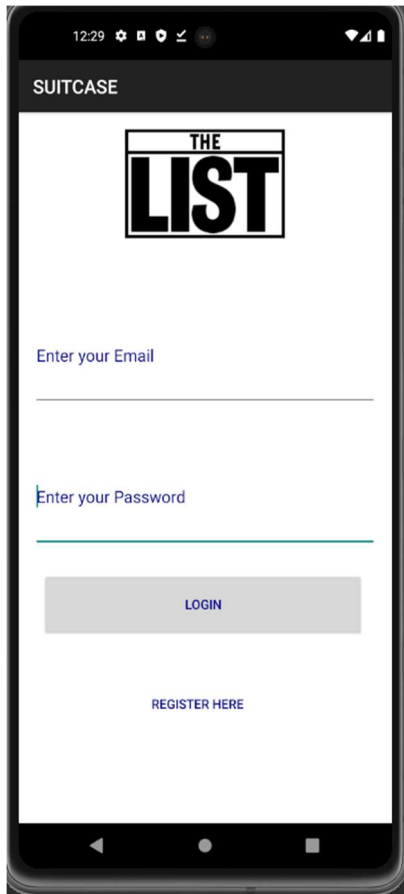 12:29
SUITCASE
THE
LIST
Enter your Email
Enter your Password
LOGIN
REGISTER HERE